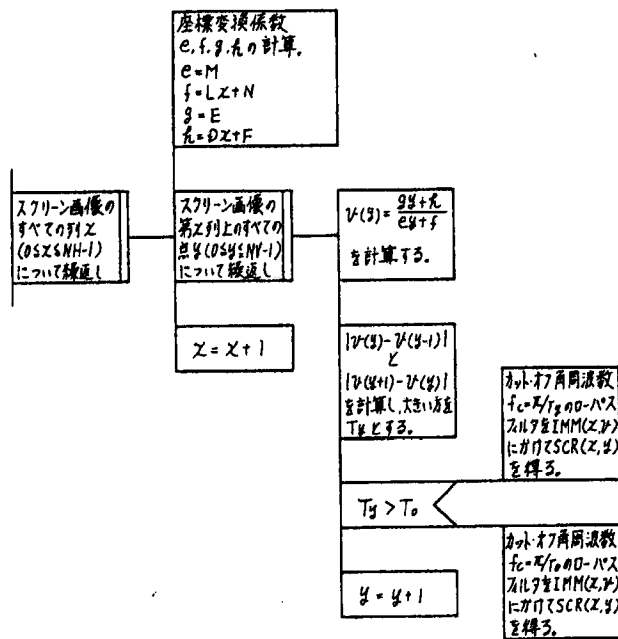 座標変換係数
e, f, g, hの計算。
e=M
f=Lx+N
g=E
h=Dx+F
スクリーン画像の
すべての列x
(0≤x≤NH-1)
について繰返し
スクリーン画像の
第x列上のすべての
点y(0≤y≤NV-1)
について繰返し
x=x+1
v(y)=\frac{gy+h}{ey+f}
を計算する。
|v(y)-v(y-1)|
と
|v(y+1)-v(y)|
を計算し、大きい方を
Tyとする。
Ty>T₀
y=y+1
カット・オフ角周波数
fc=π/Tyのローパス
フィルタをIMM(x,v)
にかけてSCR(x,y)
を得る。
カット・オフ角周波数
fc=π/T₀のローパス
フィルタをIMM(x,v)
にかけてSCR(x,y)
を得る。